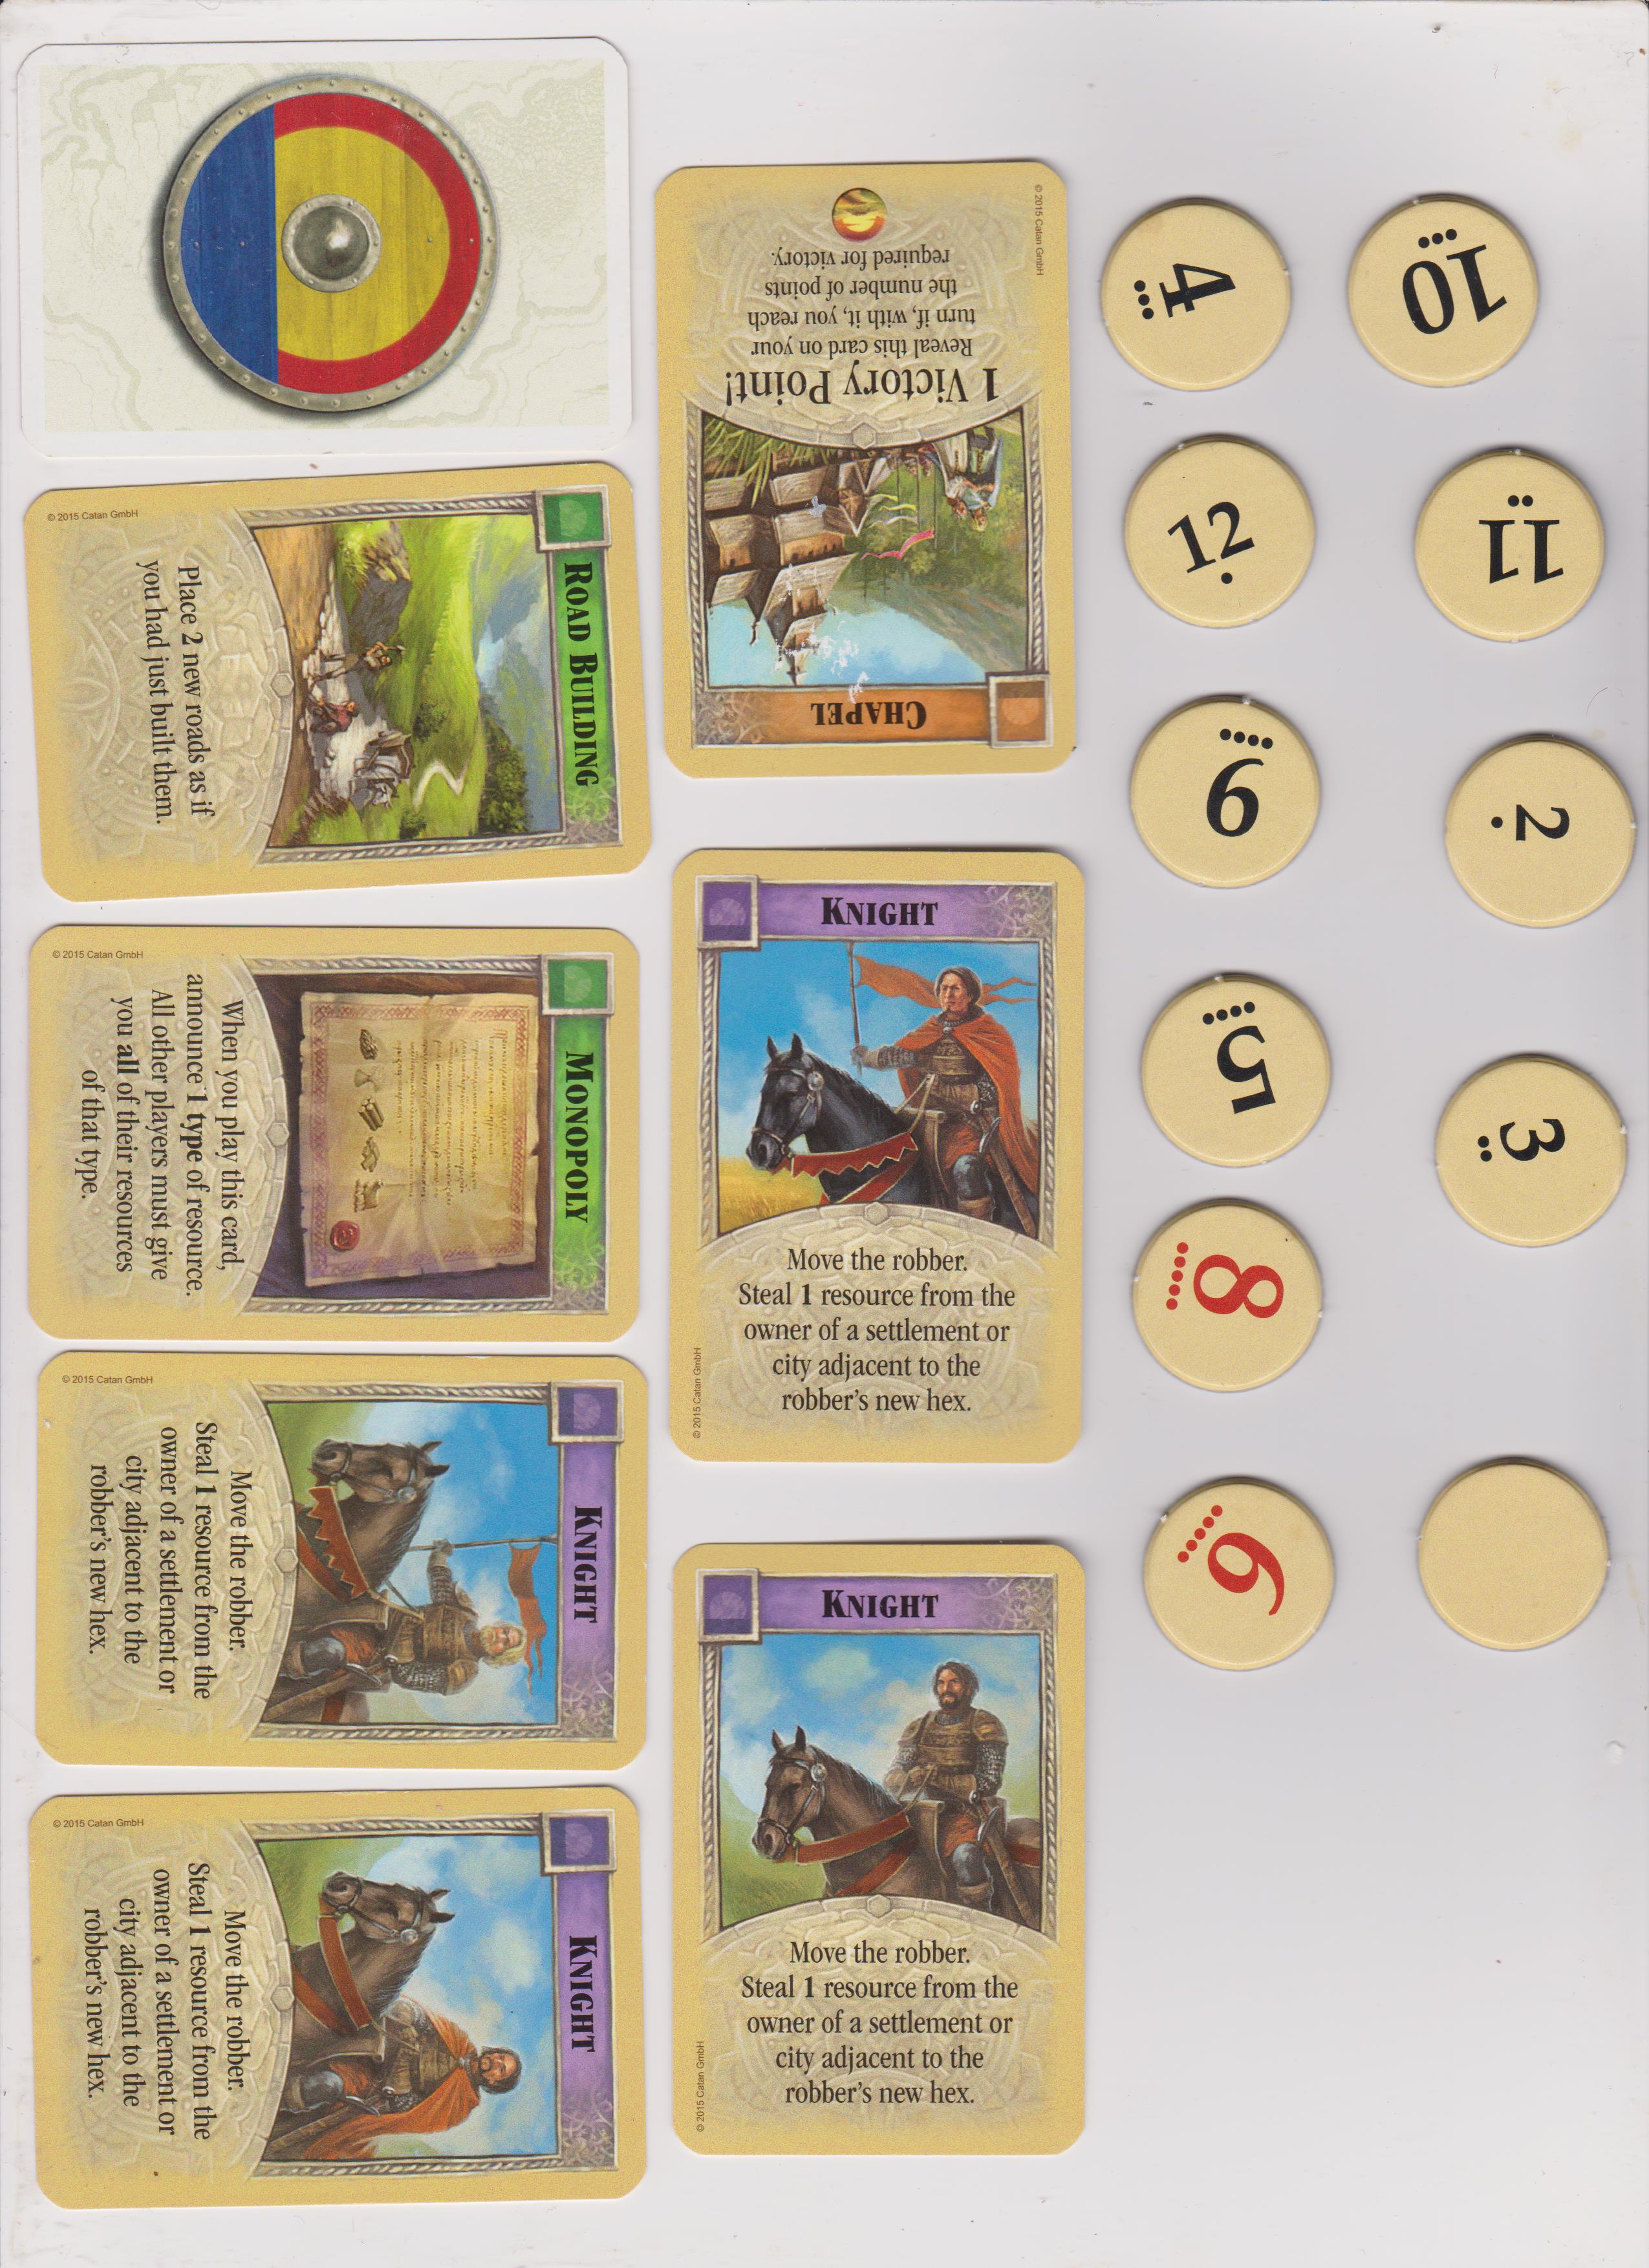 ROAD BUILDING
Place 2 new roads as if
you had just built them.
© 2015 Catan GmbH
MONOPOLY
When you play this card,
announce 1 type of resource.
All other players must give
you all of their resources
of that type.
© 2015 Catan GmbH
KNIGHT
Move the robber.
Steal 1 resource from the
owner of a settlement or
city adjacent to the
robber's new hex.
© 2015 Catan GmbH
KNIGHT
Move the robber.
Steal 1 resource from the
owner of a settlement or
city adjacent to the
robber's new hex.
© 2015 Catan GmbH
CHAPEL
1 Victory Point!
Reveal this card on your
turn if, with it, you reach
the number of points
required for victory.
© 2015 Catan GmbH
KNIGHT
Move the robber.
Steal 1 resource from the
owner of a settlement or
city adjacent to the
robber's new hex.
© 2015 Catan GmbH
KNIGHT
Move the robber.
Steal 1 resource from the
owner of a settlement or
city adjacent to the
robber's new hex.
© 2015 Catan GmbH
4
12
9
5
8
6
10
11
2
3